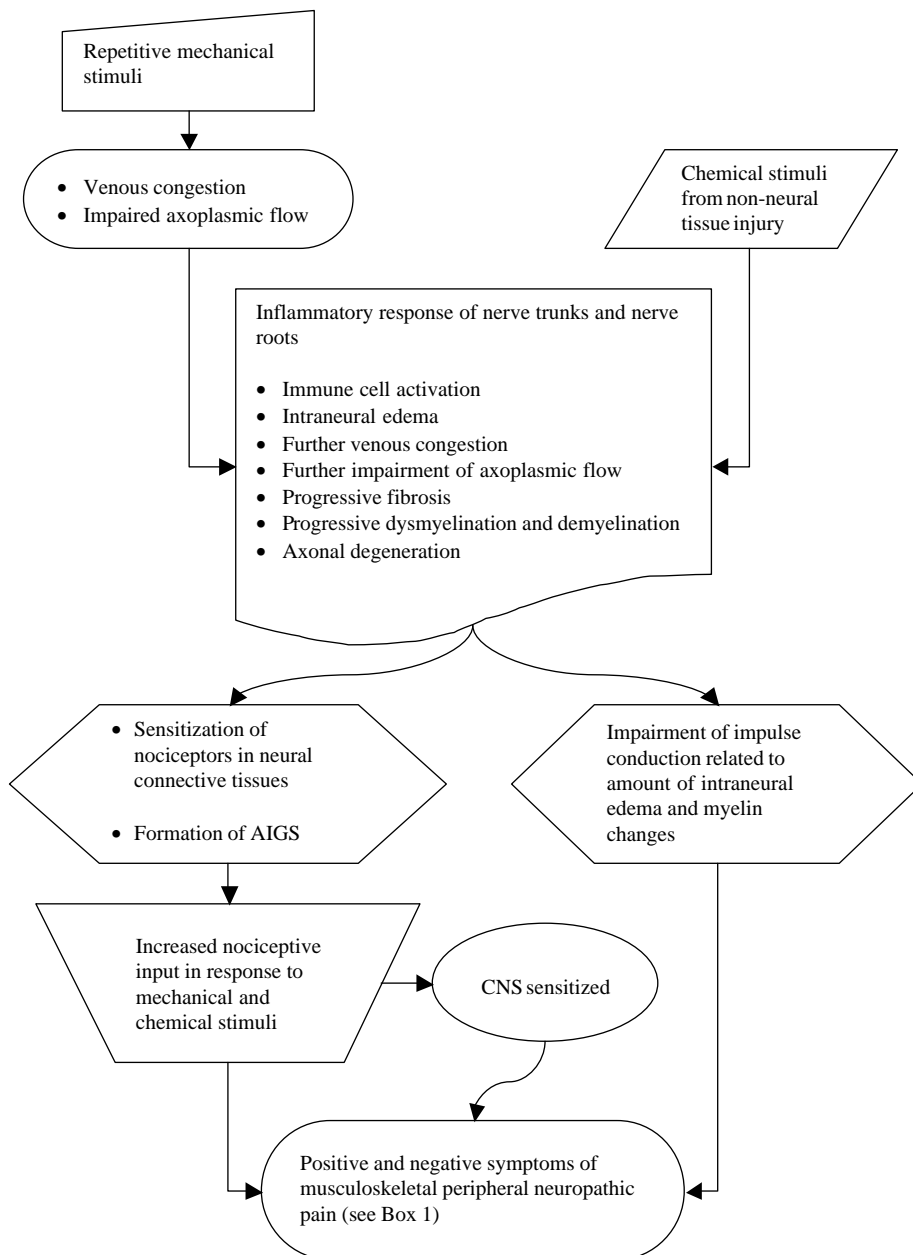 Repetitive mechanical
stimuli
• Venous congestion
• Impaired axoplasmic flow
Chemical stimuli
from non-neural
tissue injury
Inflammatory response of nerve trunks and nerve
roots
• Immune cell activation
• Intraneural edema
• Further venous congestion
• Further impairment of axoplasmic flow
• Progressive fibrosis
• Progressive dysmyelination and demyelination
• Axonal degeneration
• Sensitization of
nociceptors in neural
connective tissues
• Formation of AIGS
Impairment of impulse
conduction related to
amount of intraneural
edema and myelin
changes
Increased nociceptive
input in response to
mechanical and
chemical stimuli
CNS sensitized
Positive and negative symptoms of
musculoskeletal peripheral neuropathic
pain (see Box 1)